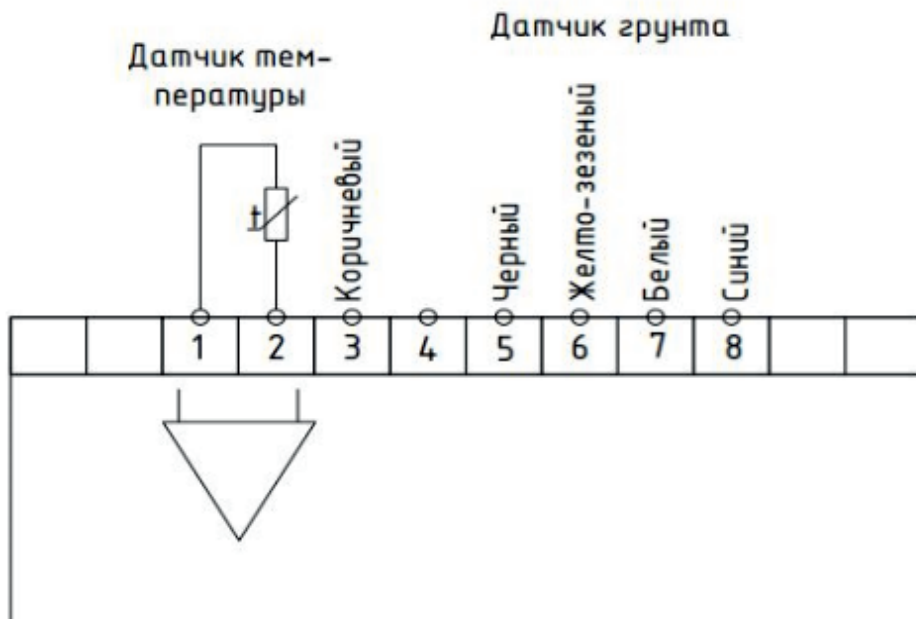 Датчик тем-
пературы
Датчик грунта
t
Коричневый
Черный
Желто-зезеный
Белый
Синий
1 2 3 4 5 6 7 8